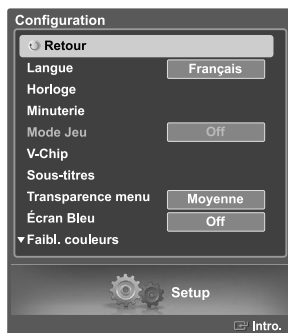 Configuration
Retour
Langue Français
Horloge
Minuterie
Mode Jeu Off
V-Chip
Sous-titres
Transparence menu Moyenne
Écran Bleu Off
Faibl. couleurs
Setup
Intro.